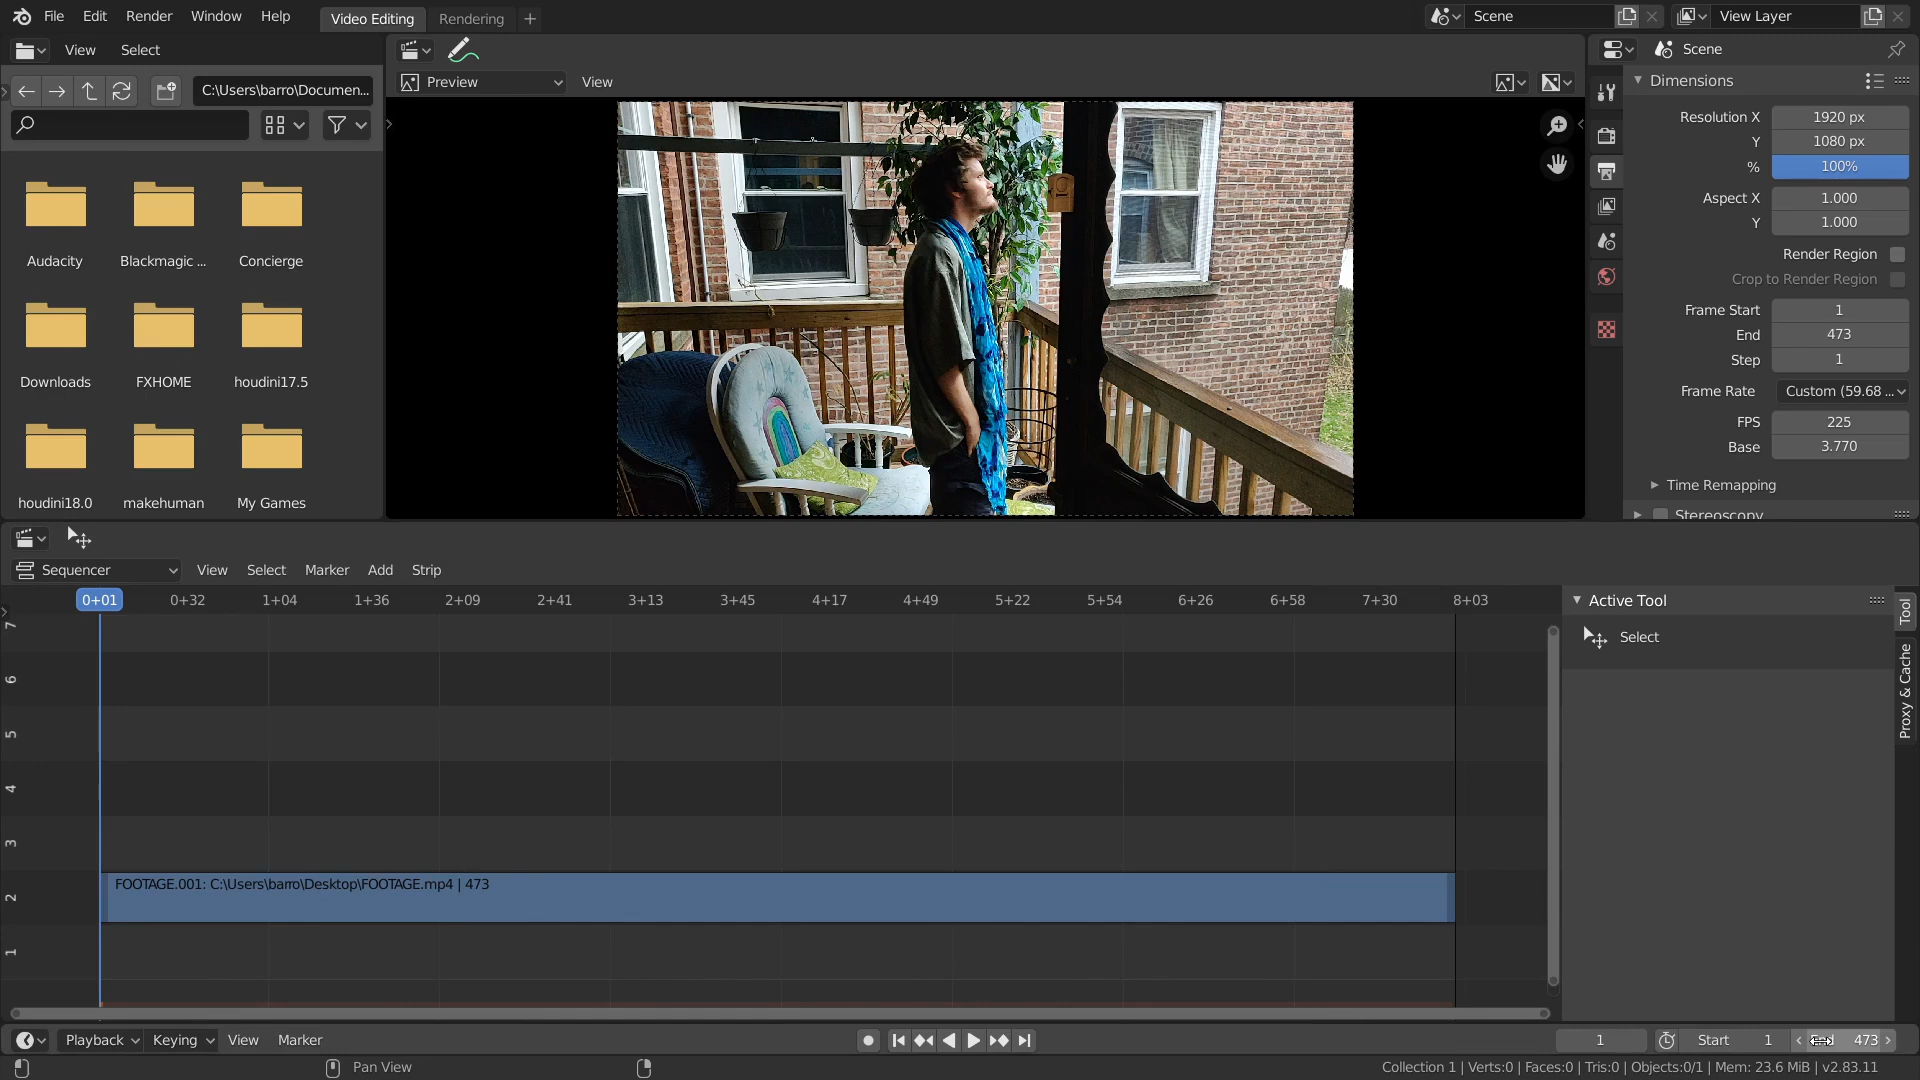 File Edit Render Window Help Video Editing Rendering + Scene View Layer
View Select
Scene
C:\Users\barro\Documen...
Preview View
Dimensions
Resolution X 1920 px
Y 1080 px
% 100%
Aspect X 1.000
Y 1.000
Render Region
Crop to Render Region
Frame Start 1
End 473
Step 1
Frame Rate Custom (59.68 ...
FPS 225
Base 3.770
Time Remapping
Stereoscopy
Audacity Blackmagic ... Concierge
Downloads FXHOME houdini17.5
houdini18.0 makehuman My Games
Sequencer View Select Marker Add Strip
0+01 0+32 1+04 1+36 2+09 2+41 3+13 3+45 4+17 4+49 5+22 5+54 6+26 6+58 7+30 8+03
Active Tool
Select
Tool
Proxy & Cache
7
6
5
4
3
2
1
FOOTAGE.001: C:\Users\barro\Desktop\FOOTAGE.mp4 | 473
Playback Keying View Marker 1 Start 1 End 473
Pan View
Collection 1 | Verts:0 | Faces:0 | Tris:0 | Objects:0/1 | Mem: 23.6 MiB | v2.83.11